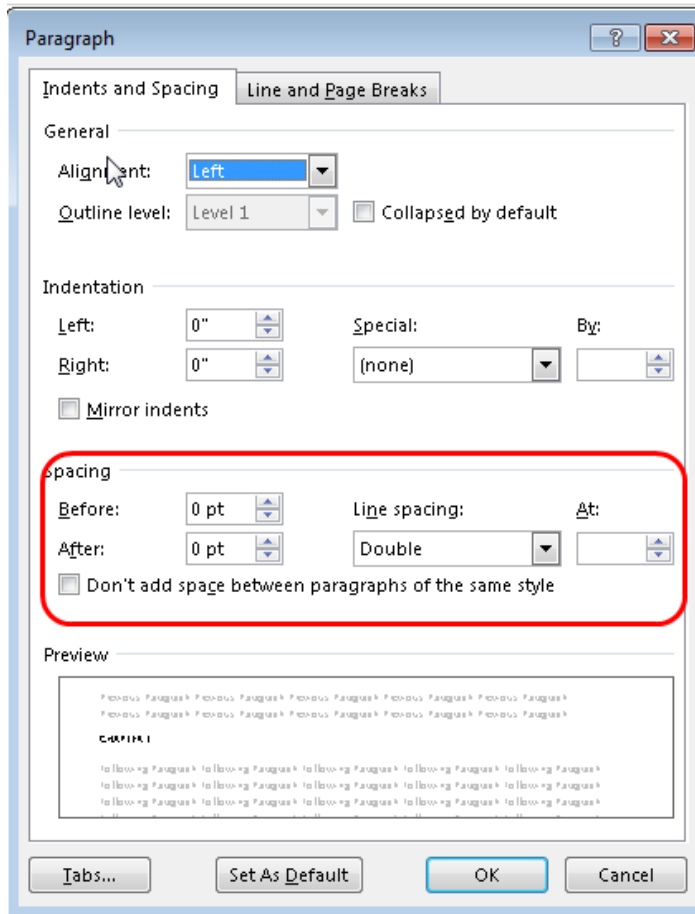 Paragraph
Indents and Spacing Line and Page Breaks
General
Alignment: Left
Outline level: Level 1 Collapsed by default
Indentation
Left: 0" Special: By:
Right: 0" (none)
Mirror indents
Spacing
Before: 0 pt Line spacing: At:
After: 0 pt Double
Don't add space between paragraphs of the same style
Preview
Tabs... Set As Default OK Cancel